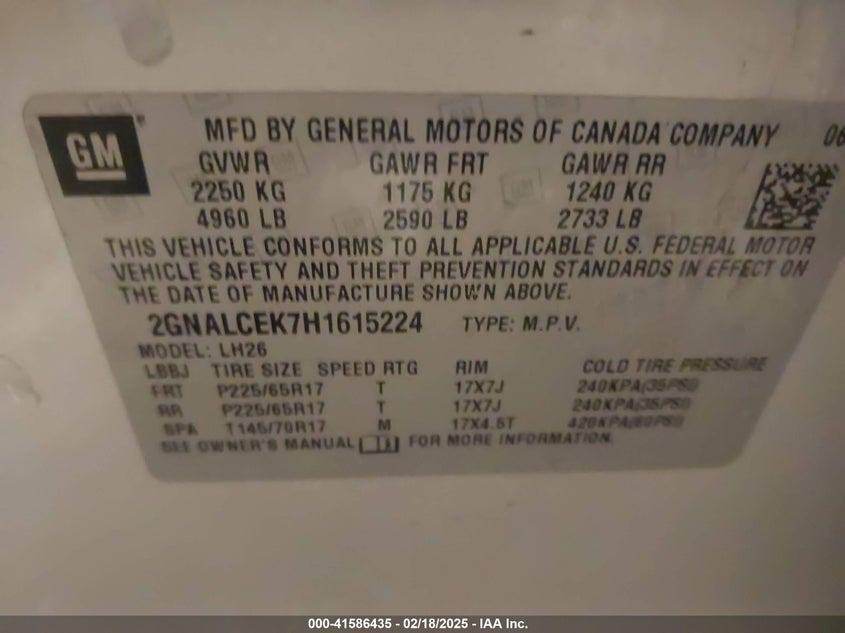 GM®
MFD BY GENERAL MOTORS OF CANADA COMPANY 06
GVWR GAWR FRT GAWR RR
2250 KG 1175 KG 1240 KG
4960 LB 2590 LB 2733 LB
THIS VEHICLE CONFORMS TO ALL APPLICABLE U.S. FEDERAL MOTOR
VEHICLE SAFETY AND THEFT PREVENTION STANDARDS IN EFFECT ON
THE DATE OF MANUFACTURE SHOWN ABOVE.
2GNALCEK7H1615224 TYPE: M.P.V.
MODEL: LH26
LBBJ TIRE SIZE SPEED RTG RIM COLD TIRE PRESSURE
FRT P225/65R17 T 17X7J 240KPA(35PSI)
RR P225/65R17 T 17X7J 240KPA(35PSI)
SPA T145/70R17 M 17X4.5T 420KPA(60PSI)
SEE OWNER'S MANUAL FOR MORE INFORMATION.
000-41586435 - 02/18/2025 - IAA Inc.